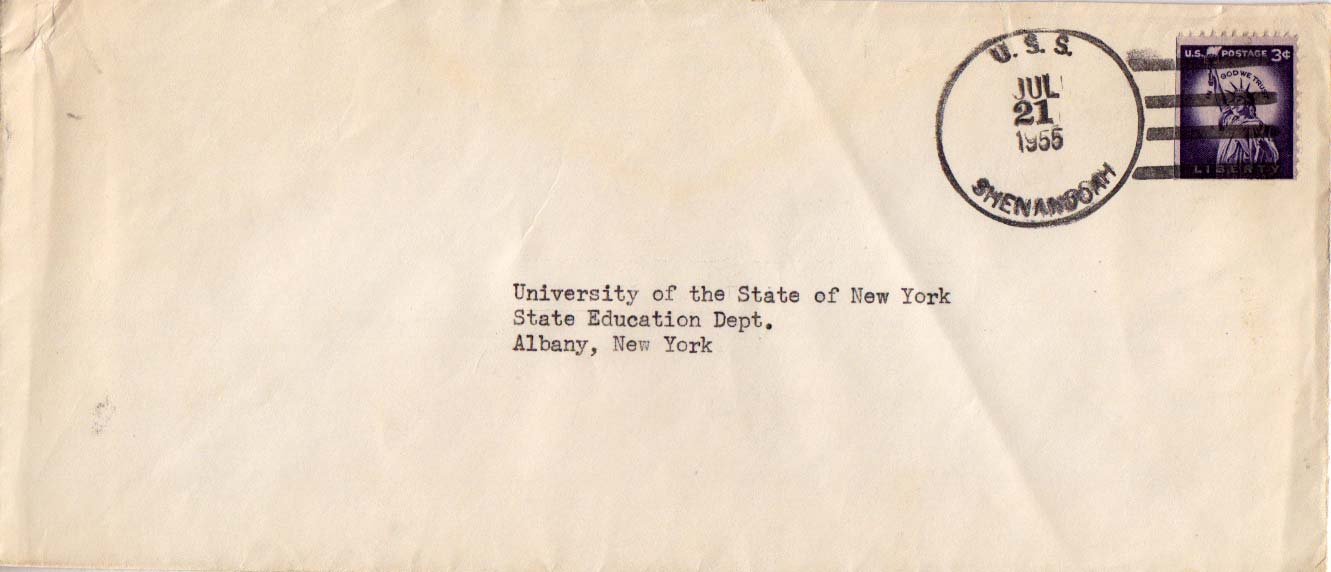 U.S.S.
JUL
21
1955
SHENANDOAH
U.S. POSTAGE 3¢
IN GOD WE TRUST
LIBERTY
University of the State of New York
State Education Dept.
Albany, New York